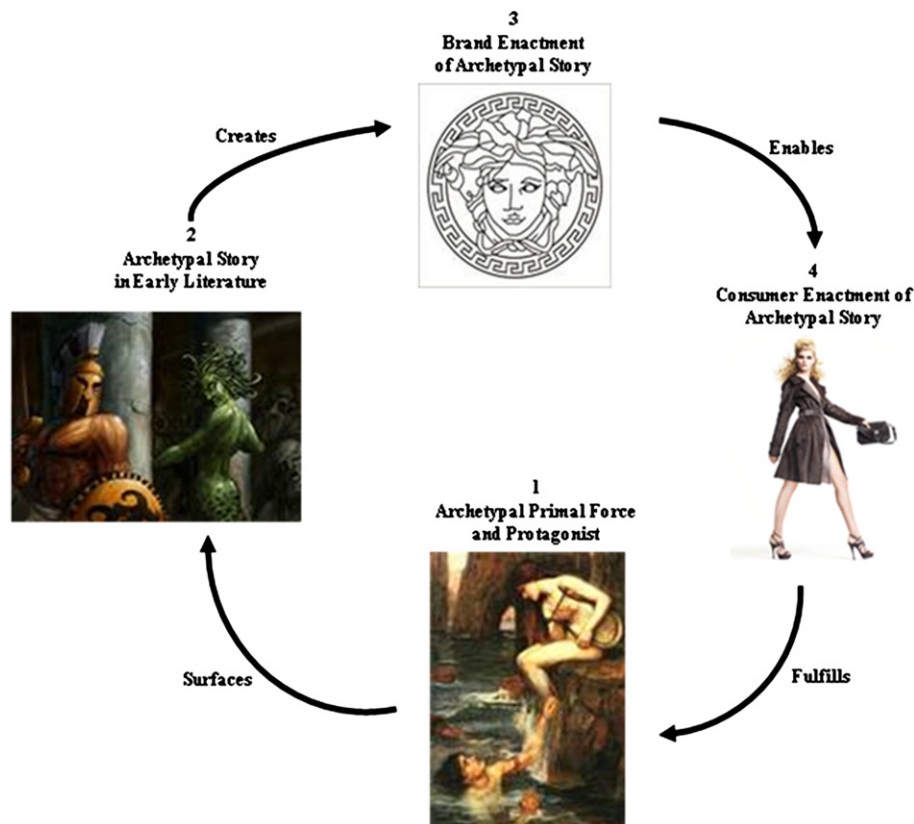 3
Brand Enactment
of Archetypal Story
Creates
Enables
2
Archetypal Story
in Early Literature
4
Consumer Enactment of
Archetypal Story
1
Archetypal Primal Force
and Protagonist
Surfaces
Fulfills